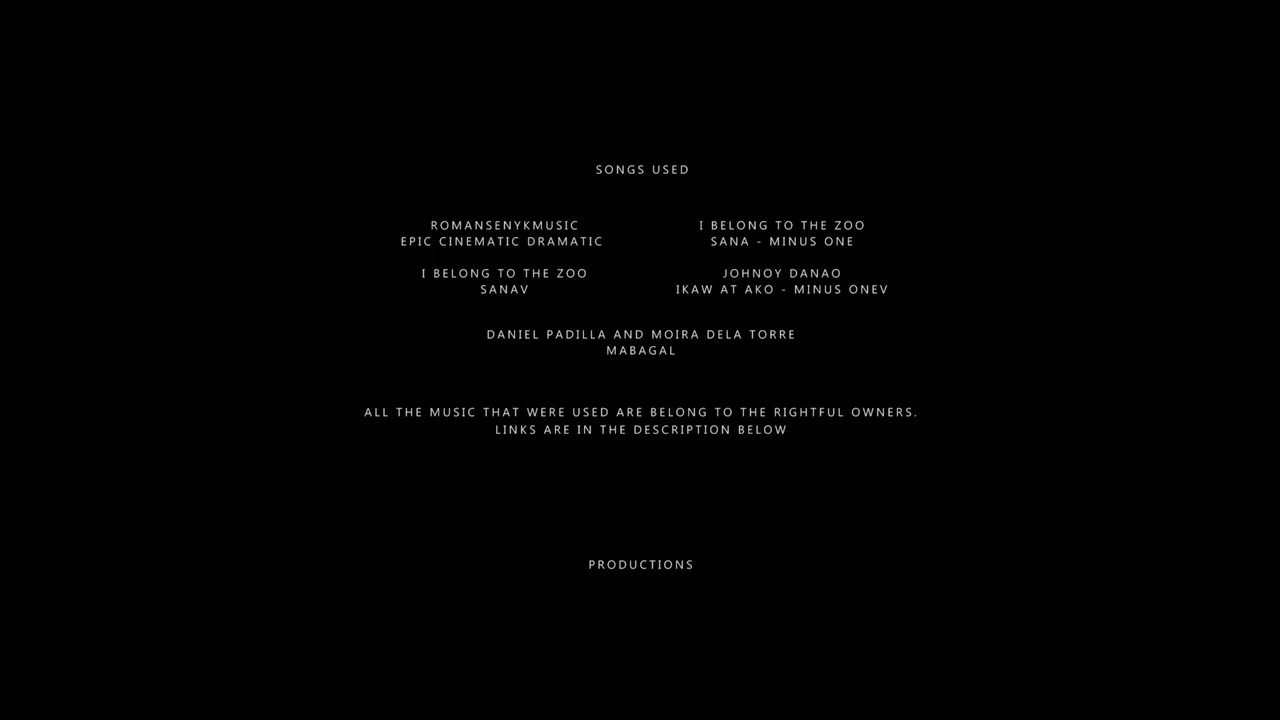 SONGS USED
ROMANSENYKMUSIC
EPIC CINEMATIC DRAMATIC
I BELONG TO THE ZOO
SANA - MINUS ONE
I BELONG TO THE ZOO
SANAV
JOHNOY DANAO
IKAW AT AKO - MINUS ONEV
DANIEL PADILLA AND MOIRA DELA TORRE
MABAGAL
ALL THE MUSIC THAT WERE USED ARE BELONG TO THE RIGHTFUL OWNERS.
LINKS ARE IN THE DESCRIPTION BELOW
PRODUCTIONS